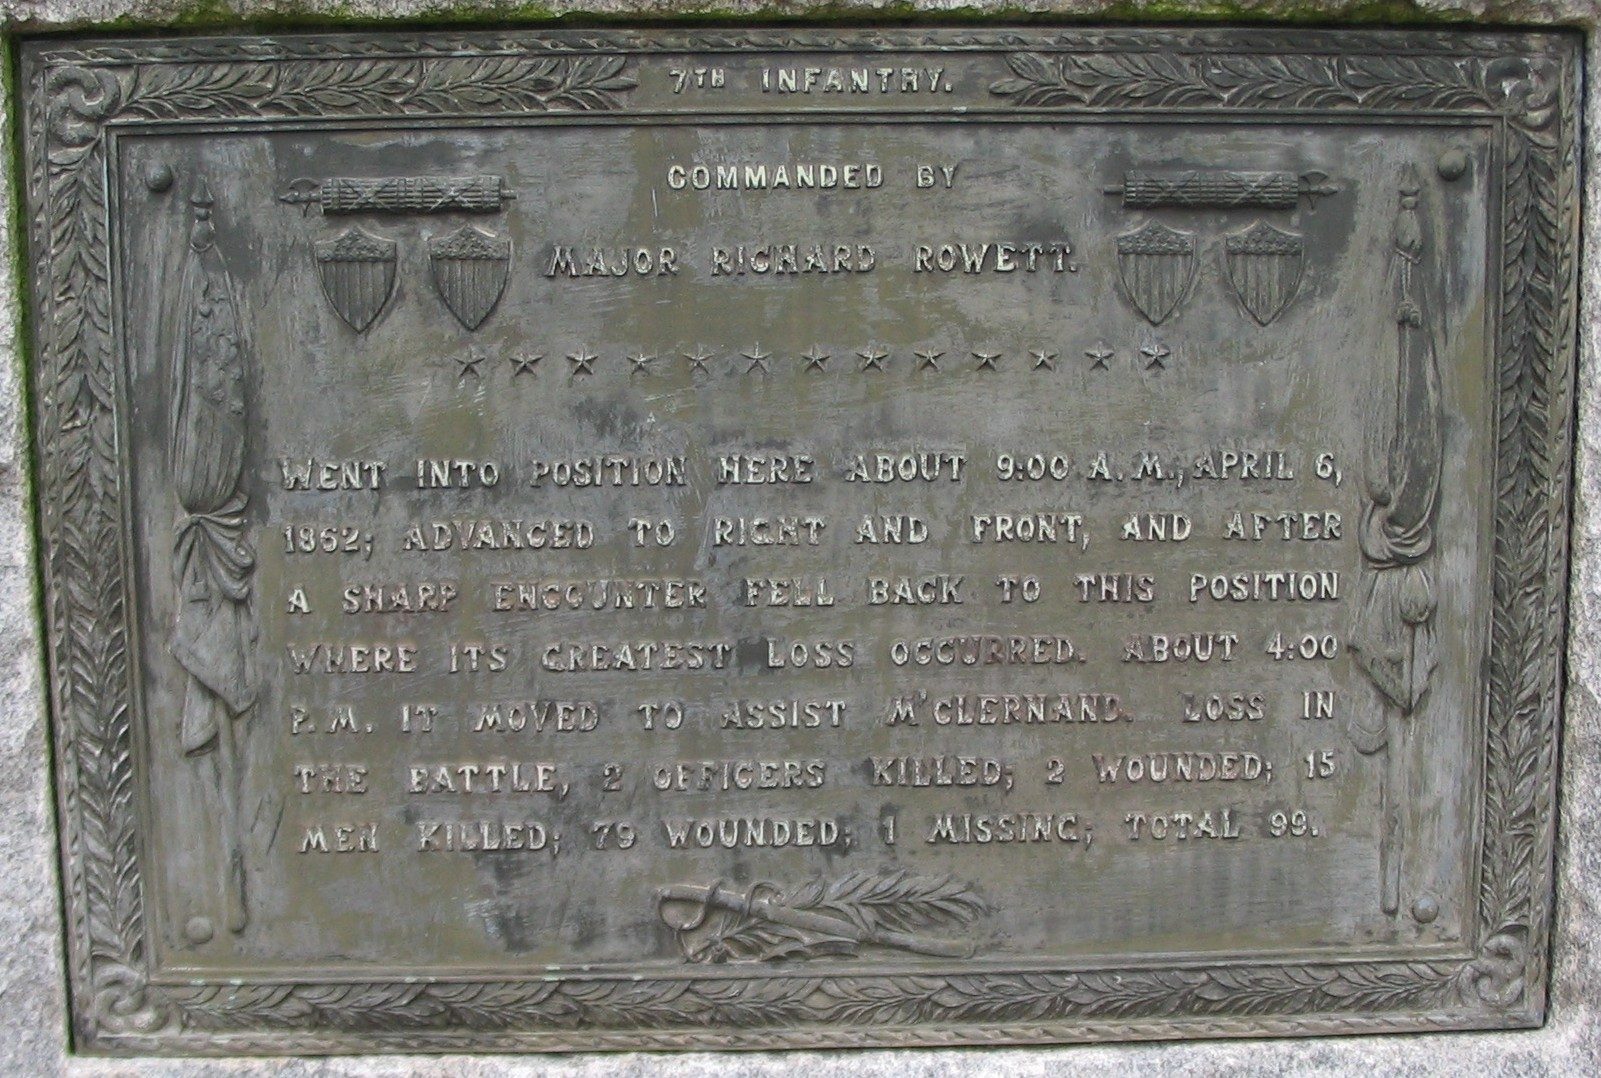 7TH INFANTRY.
COMMANDED BY
MAJOR RICHARD ROWETT.
WENT INTO POSITION HERE ABOUT 9:00 A.M., APRIL 6,
1862; ADVANCED TO RIGHT AND FRONT, AND AFTER
A SHARP ENCOUNTER FELL BACK TO THIS POSITION
WHERE ITS GREATEST LOSS OCCURRED. ABOUT 4:00
P.M. IT MOVED TO ASSIST M'CLERNAND. LOSS IN
THE BATTLE, 2 OFFICERS KILLED; 2 WOUNDED; 15
MEN KILLED; 79 WOUNDED; 1 MISSING; TOTAL 99.